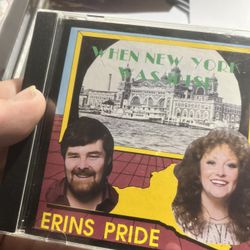 WHEN NEW YORK
WAS IRISH
ERINS PRIDE